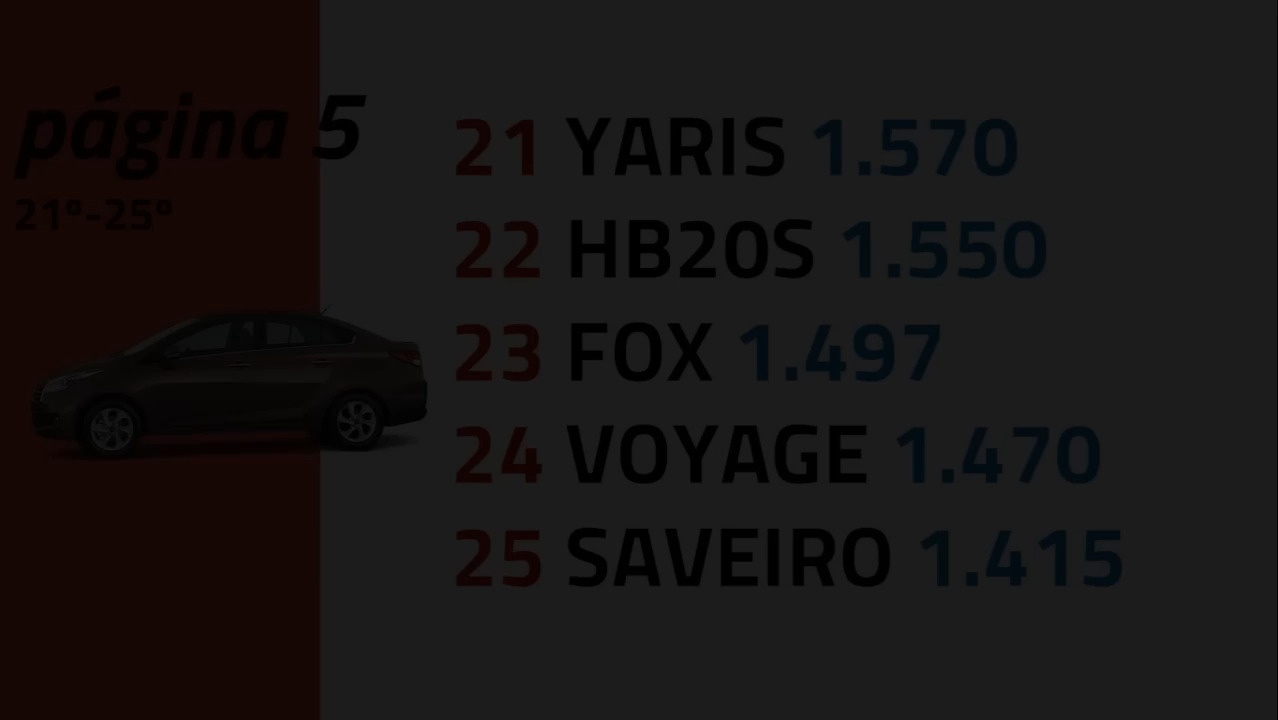 página 5
21º-25º
21 YARIS 1.570
22 HB20S 1.550
23 FOX 1.497
24 VOYAGE 1.470
25 SAVEIRO 1.415